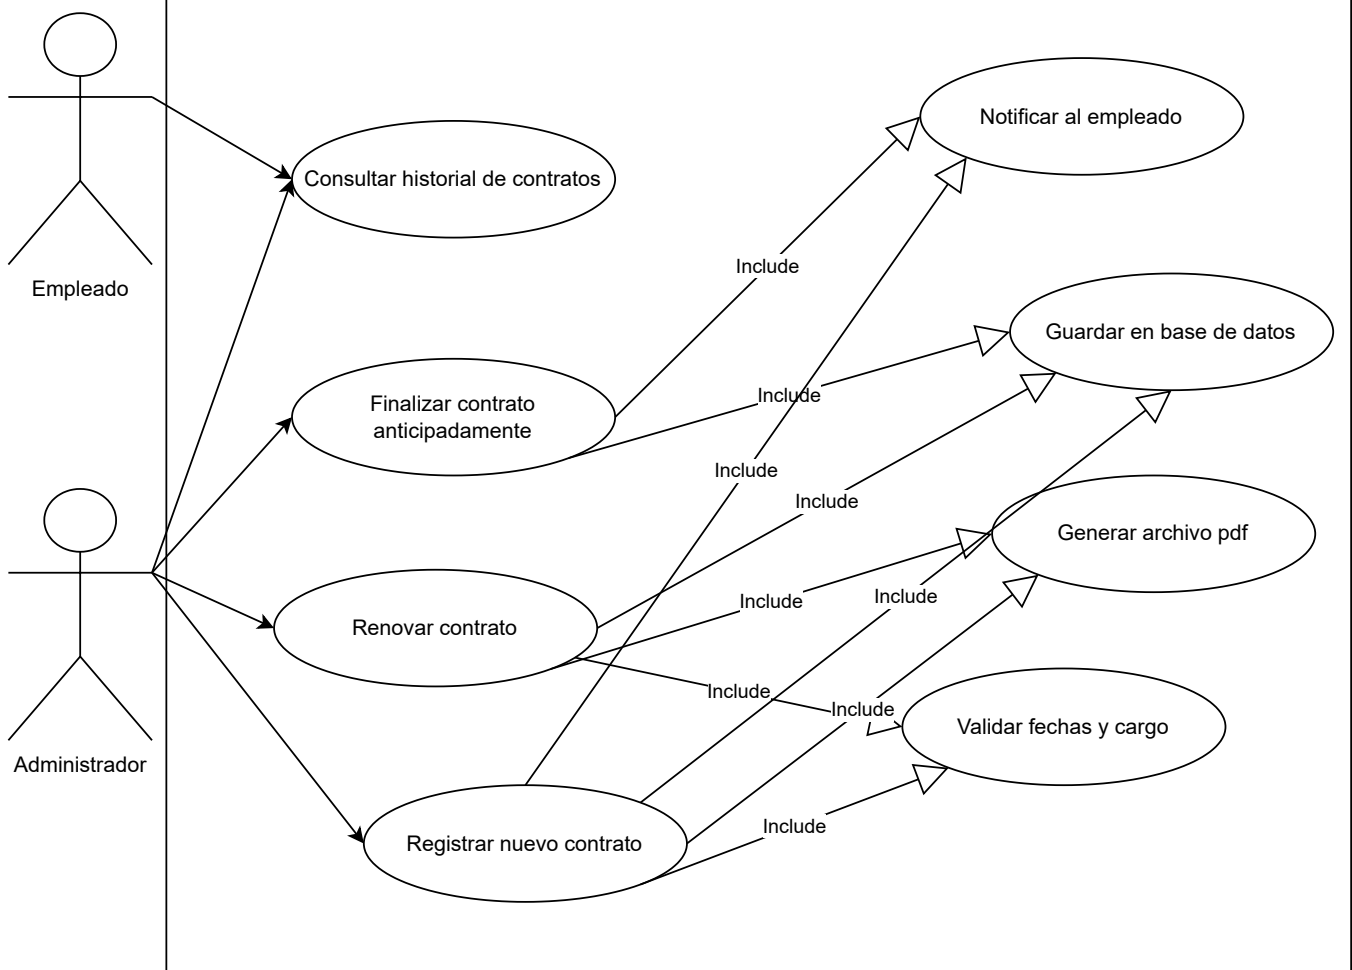 Notificar al empleado
Consultar historial de contratos
Include
Empleado
Guardar en base de datos
Include
Finalizar contrato
anticipadamente
Include
Include
Generar archivo pdf
Include
Include
Renovar contrato
Include
Include
Validar fechas y cargo
Administrador
Include
Registrar nuevo contrato